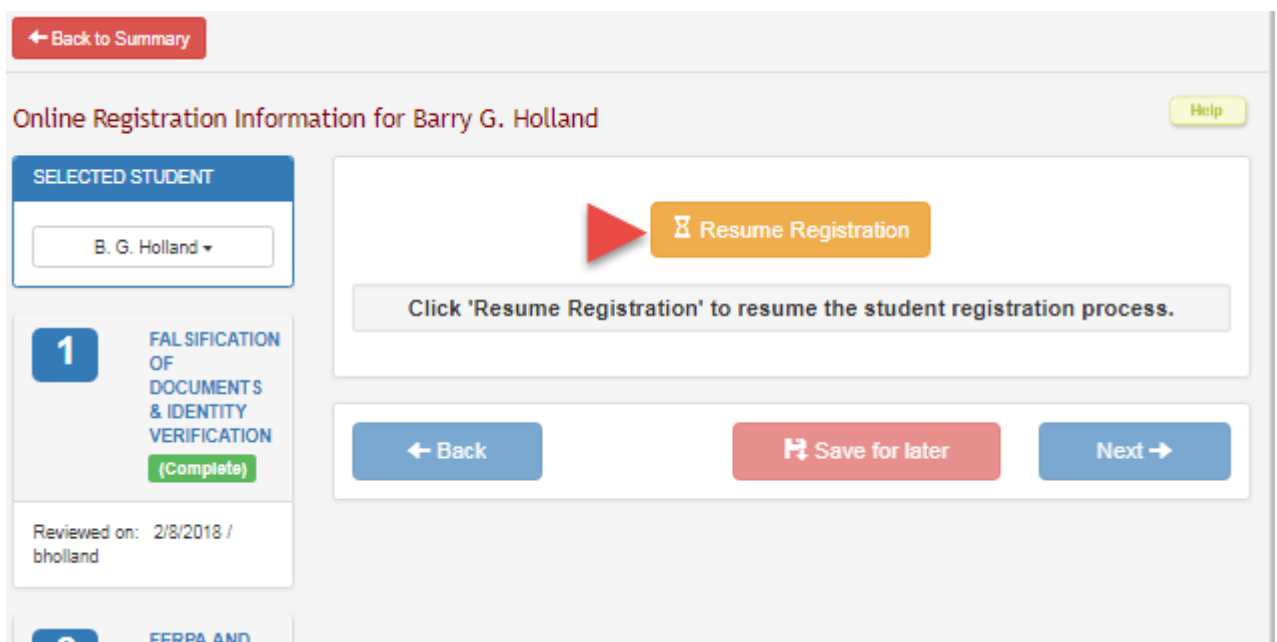 Back to Summary
Online Registration Information for Barry G. Holland
Help
SELECTED STUDENT
B. G. Holland
Resume Registration
Click 'Resume Registration' to resume the student registration process.
1
FALSIFICATION
OF
DOCUMENTS
& IDENTITY
VERIFICATION
(Complete)
Back
Save for later
Next
Reviewed on: 2/8/2018 /
bholland
FERPA AND